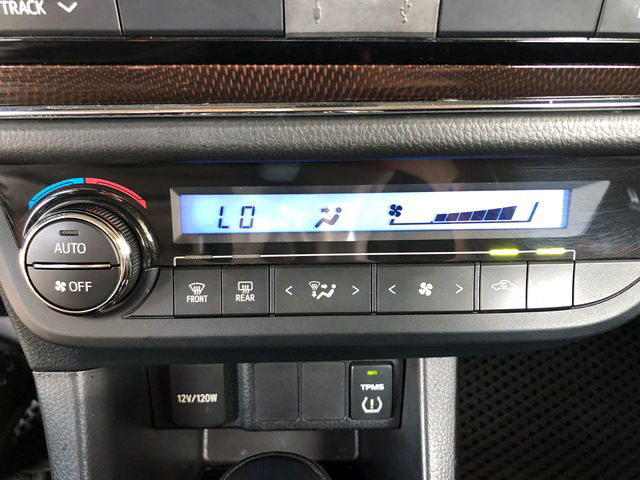 TRACK
LO
AUTO
OFF
FRONT
REAR
12V/120W
TPMS